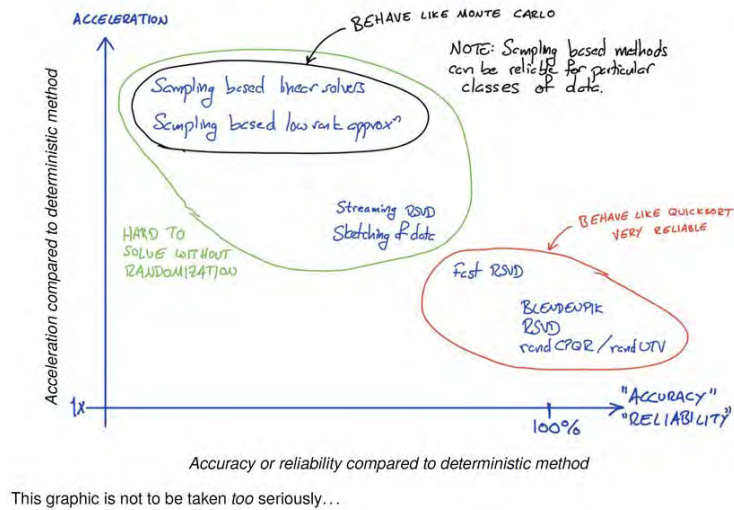 ACCELERATION
BEHAVE LIKE MONTE CARLO
NOTE: Sampling based methods
can be reliable for particular
classes of data.
Sampling based linear solvers
Sampling based low rank approxⁿ
Streaming RSVD
Sketching of data
HARD TO
SOLVE WITHOUT
RANDOMIZATION
BEHAVE LIKE QUICKSORT
VERY RELIABLE
fast RSVD
BLENDENPIK
RSVD
rand CPQR / rand UTV
Acceleration compared to deterministic method
1x
100%
"ACCURACY"
"RELIABILITY"
Accuracy or reliability compared to deterministic method
This graphic is not to be taken too seriously...